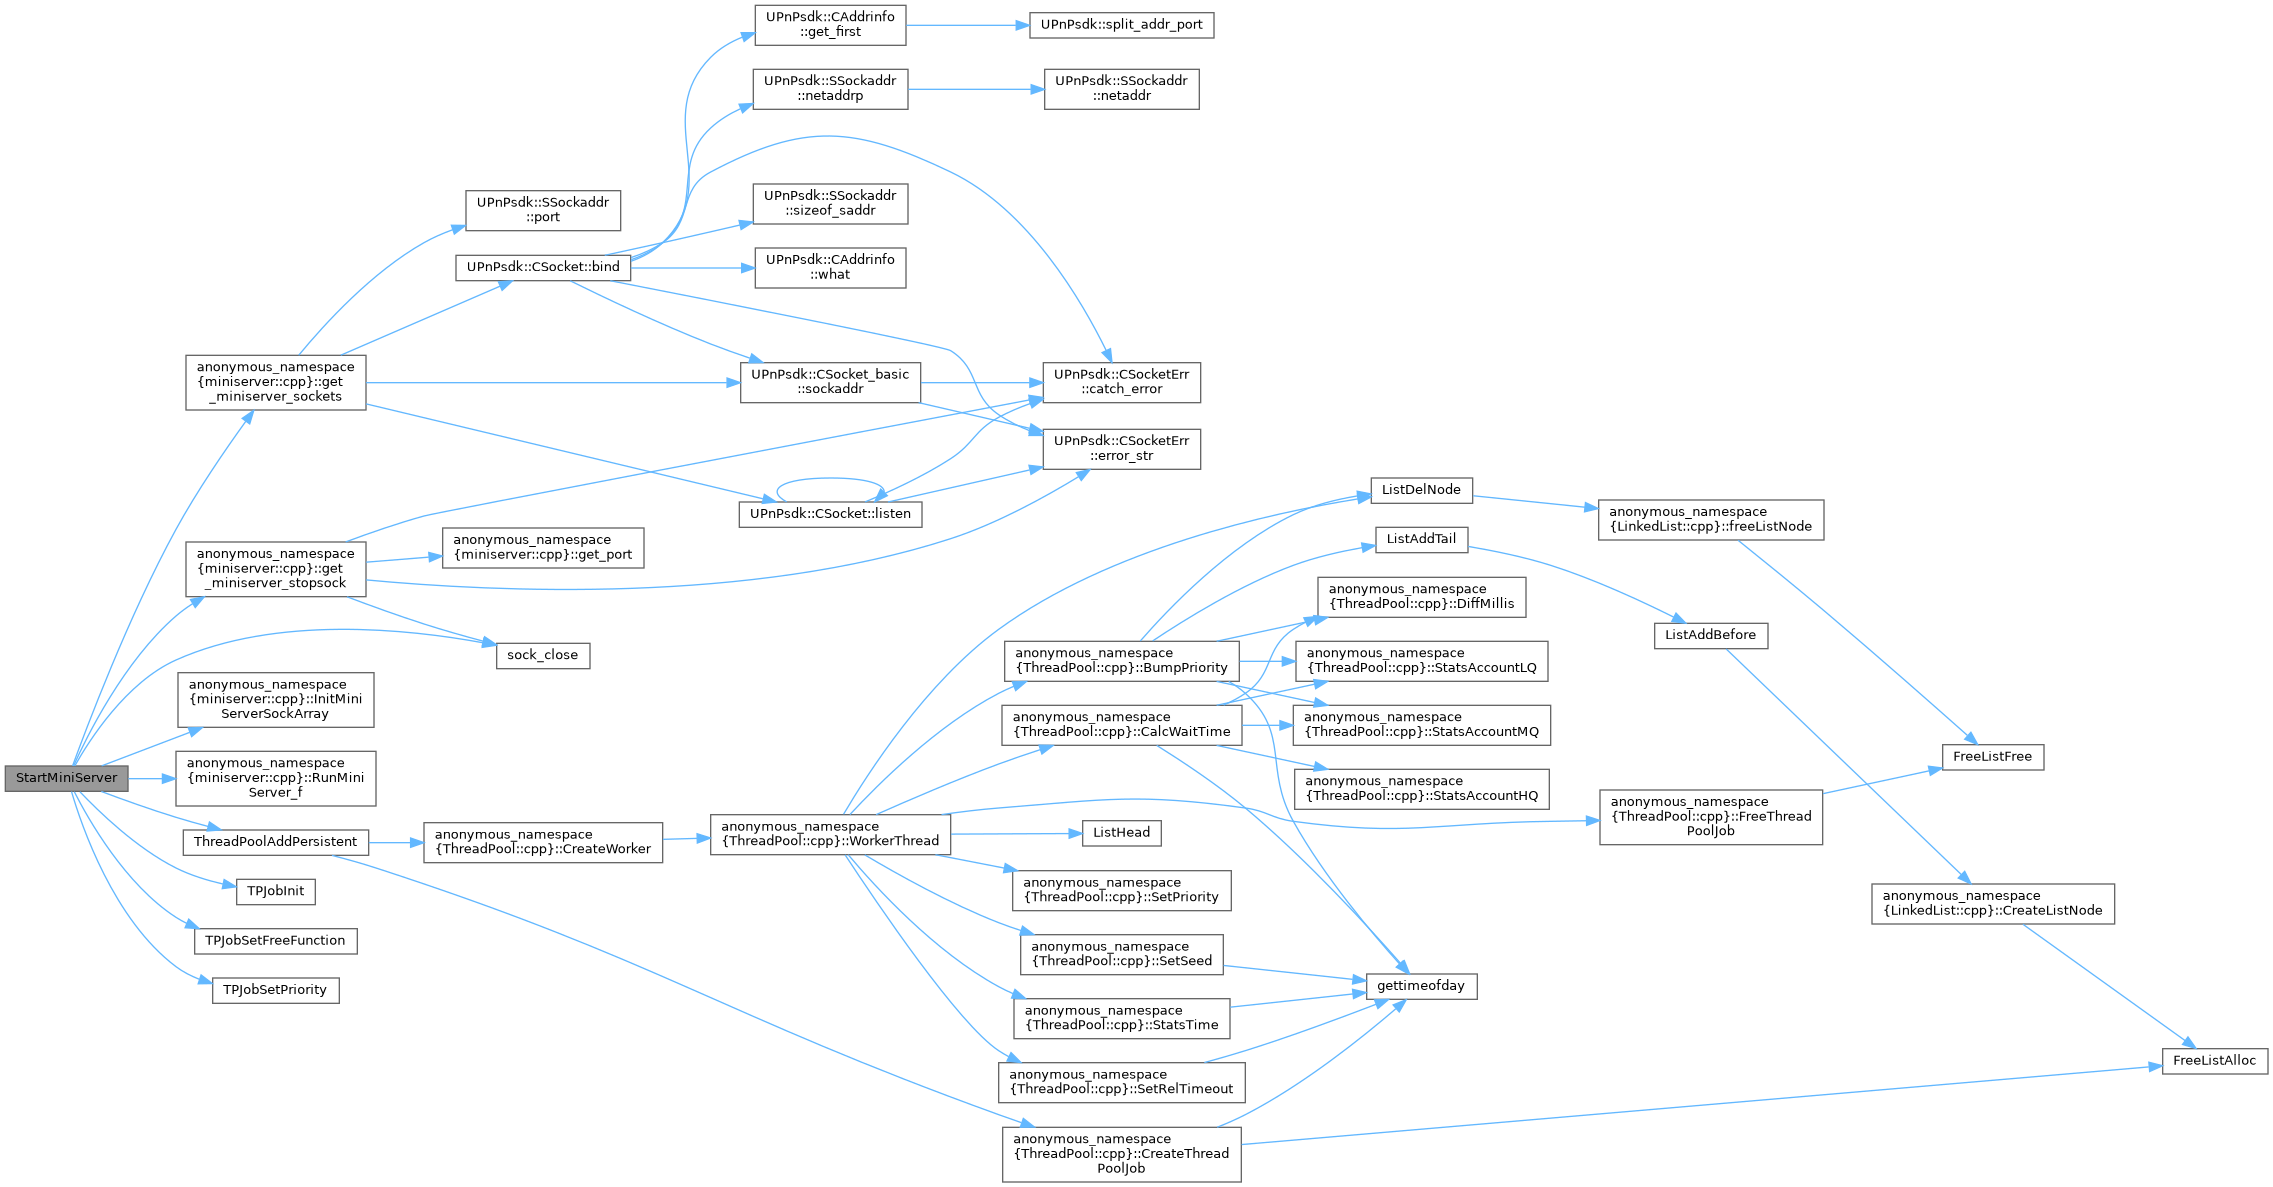 UPnPsdk::CAddrinfo
::get_first
UPnPsdk::split_addr_port
UPnPsdk::SSockaddr
::netaddrp
UPnPsdk::SSockaddr
::netaddr
UPnPsdk::SSockaddr
::port
UPnPsdk::SSockaddr
::sizeof_saddr
UPnPsdk::CSocket::bind
UPnPsdk::CAddrinfo
::what
anonymous_namespace
{miniserver::cpp}::get
_miniserver_sockets
UPnPsdk::CSocket_basic
::sockaddr
UPnPsdk::CSocketErr
::catch_error
UPnPsdk::CSocketErr
::error_str
UPnPsdk::CSocket::listen
anonymous_namespace
{miniserver::cpp}::get
_miniserver_stopsock
anonymous_namespace
{miniserver::cpp}::get_port
sock_close
anonymous_namespace
{miniserver::cpp}::InitMini
ServerSockArray
StartMiniServer
anonymous_namespace
{miniserver::cpp}::RunMini
Server_f
ThreadPoolAddPersistent
anonymous_namespace
{ThreadPool::cpp}::CreateWorker
anonymous_namespace
{ThreadPool::cpp}::WorkerThread
TPJobInit
TPJobSetFreeFunction
TPJobSetPriority
ListDelNode
anonymous_namespace
{LinkedList::cpp}::freeListNode
ListAddTail
anonymous_namespace
{ThreadPool::cpp}::DiffMillis
ListAddBefore
anonymous_namespace
{ThreadPool::cpp}::BumpPriority
anonymous_namespace
{ThreadPool::cpp}::StatsAccountLQ
anonymous_namespace
{ThreadPool::cpp}::CalcWaitTime
anonymous_namespace
{ThreadPool::cpp}::StatsAccountMQ
anonymous_namespace
{ThreadPool::cpp}::StatsAccountHQ
FreeListFree
anonymous_namespace
{ThreadPool::cpp}::FreeThread
PoolJob
ListHead
anonymous_namespace
{ThreadPool::cpp}::SetPriority
anonymous_namespace
{LinkedList::cpp}::CreateListNode
anonymous_namespace
{ThreadPool::cpp}::SetSeed
gettimeofday
anonymous_namespace
{ThreadPool::cpp}::StatsTime
anonymous_namespace
{ThreadPool::cpp}::SetRelTimeout
FreeListAlloc
anonymous_namespace
{ThreadPool::cpp}::CreateThread
PoolJob